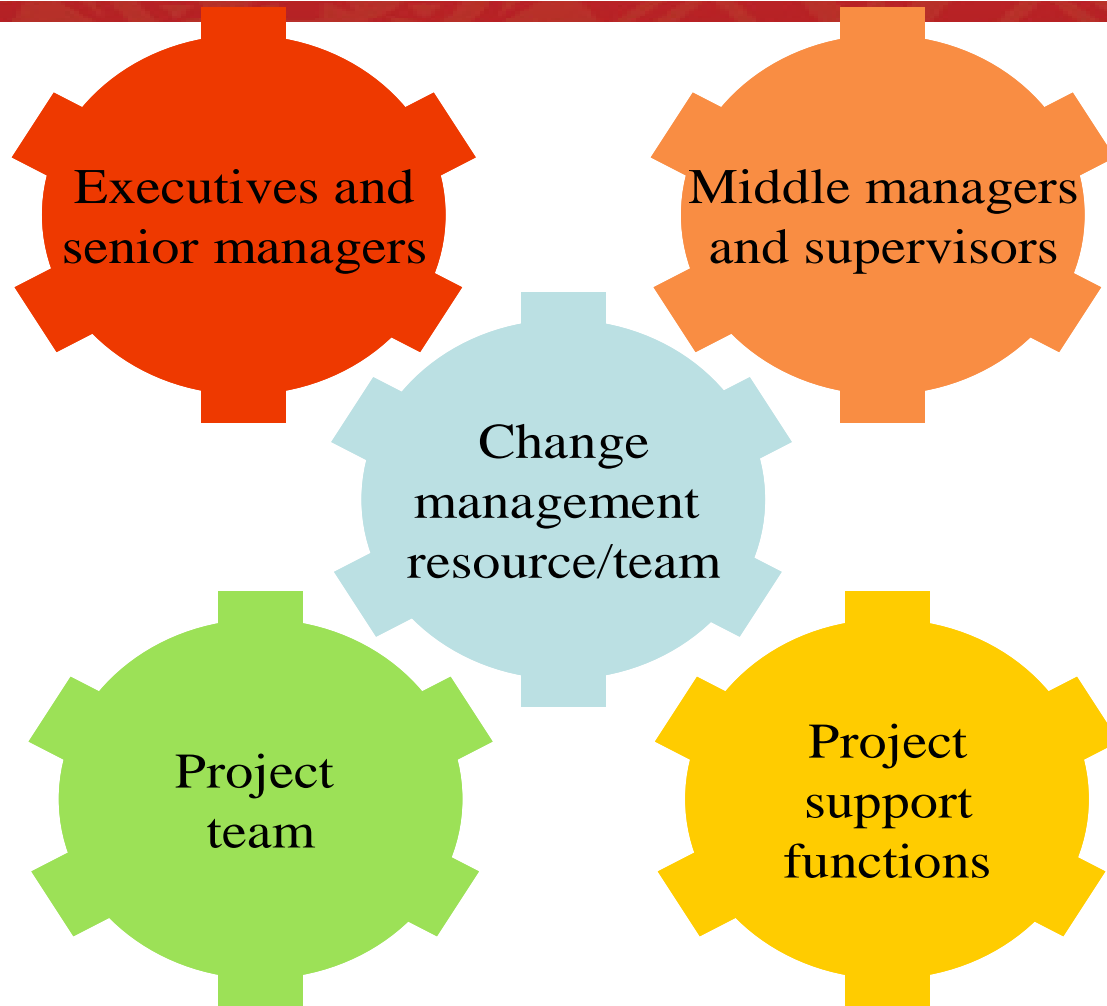 Executives and
senior managers
Middle managers
and supervisors
Change
management
resource/team
Project
team
Project
support
functions